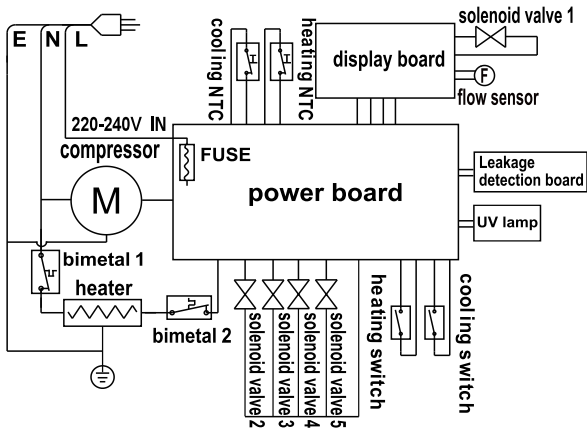 E N L
220-240V IN
compressor
M
FUSE
cooling NTC
heating NTC
display board
solenoid valve 1
F
flow sensor
power board
Leakage
detection board
UV lamp
bimetal 1
heater
bimetal 2
solenoid valve 2
solenoid valve 3
solenoid valve 4
solenoid valve 5
heating switch
cooling switch